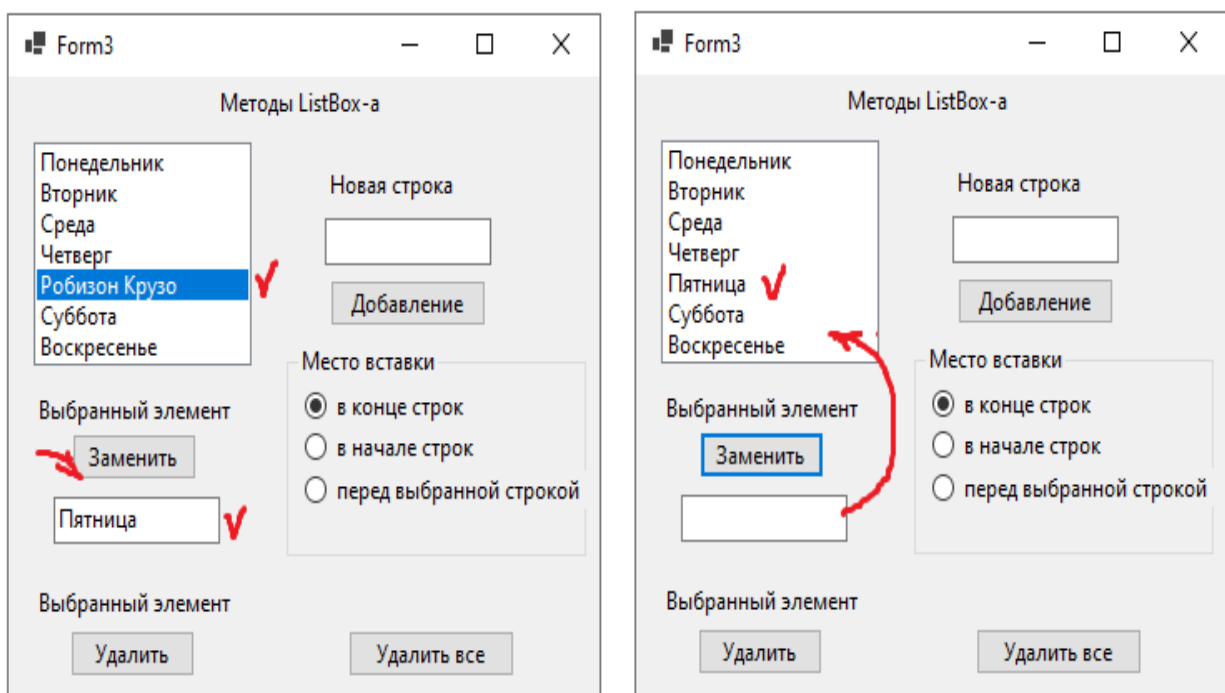 Form3
Методы ListBox-а
Понедельник
Вторник
Среда
Четверг
Робизон Крузо
Суббота
Воскресенье
Новая строка
Добавление
Место вставки
в конце строк
в начале строк
перед выбранной строкой
Выбранный элемент
Заменить
Пятница
Выбранный элемент
Удалить
Удалить все
Form3
Методы ListBox-а
Понедельник
Вторник
Среда
Четверг
Пятница
Суббота
Воскресенье
Новая строка
Добавление
Место вставки
в конце строк
в начале строк
перед выбранной строкой
Выбранный элемент
Заменить
Выбранный элемент
Удалить
Удалить все